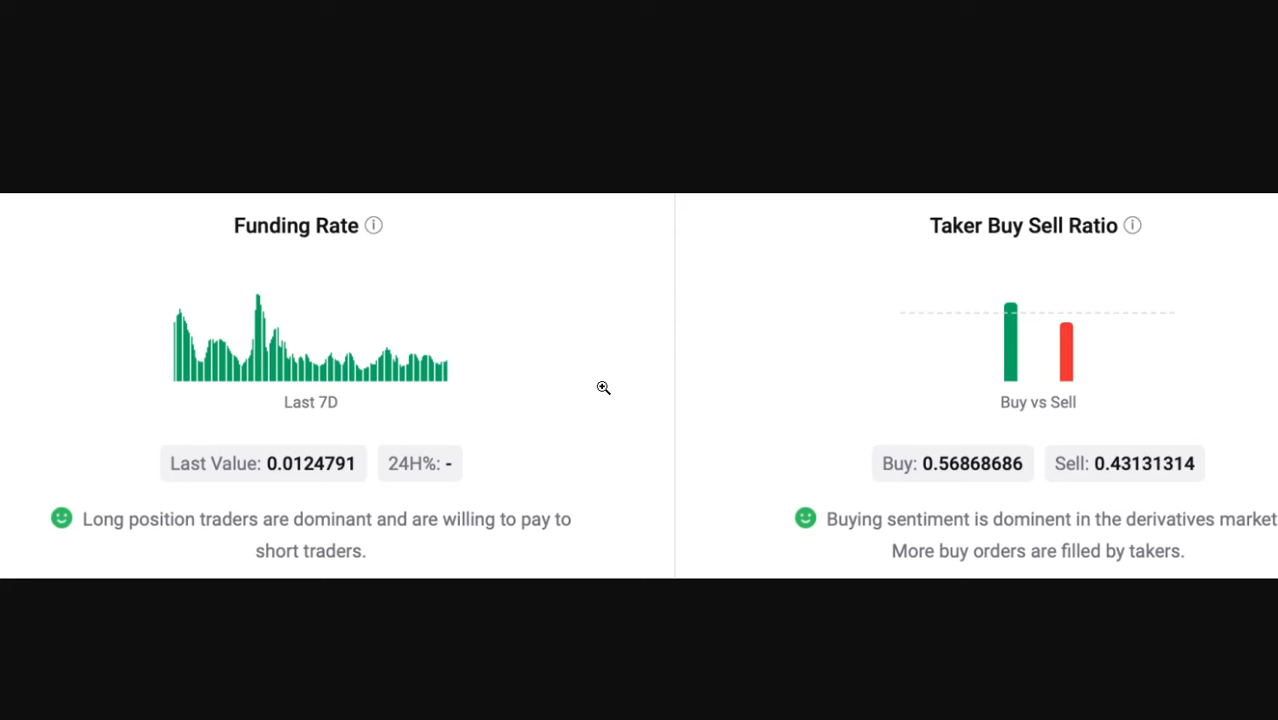 Funding Rate
Last 7D
Last Value: 0.0124791 24H%: -
Long position traders are dominant and are willing to pay to
short traders.
Taker Buy Sell Ratio
Buy vs Sell
Buy: 0.56868686 Sell: 0.43131314
Buying sentiment is dominent in the derivatives market
More buy orders are filled by takers.